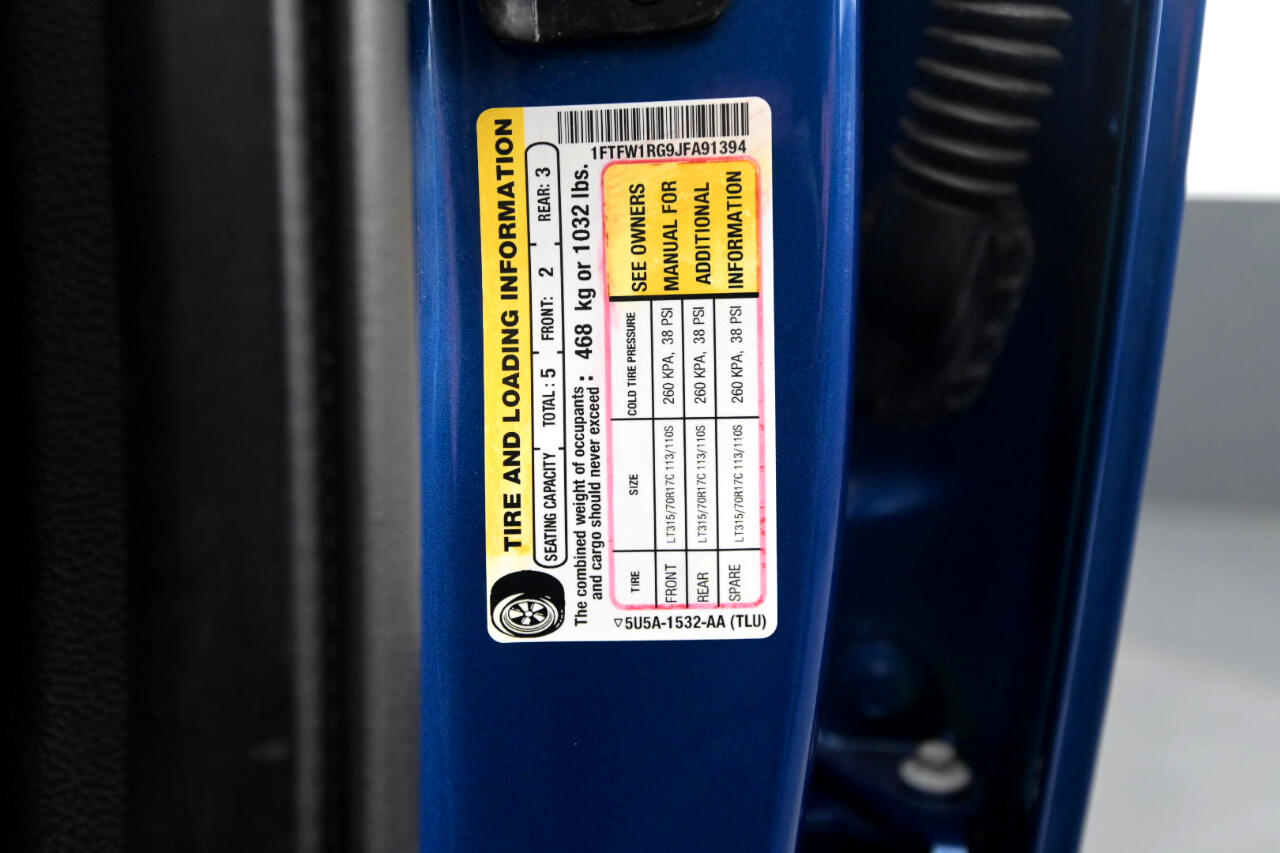 1FTFW1RG9JFA91394
TIRE AND LOADING INFORMATION
SEATING CAPACITY TOTAL : 5 FRONT: 2 REAR: 3
The combined weight of occupants :
and cargo should never exceed : 468 kg or 1032 lbs.
TIRE SIZE COLD TIRE PRESSURE
FRONT LT315/70R17C 113/110S 260 KPA, 38 PSI
REAR LT315/70R17C 113/110S 260 KPA, 38 PSI
SPARE LT315/70R17C 113/110S 260 KPA, 38 PSI
SEE OWNERS
MANUAL FOR
ADDITIONAL
INFORMATION
▽5U5A-1532-AA (TLU)